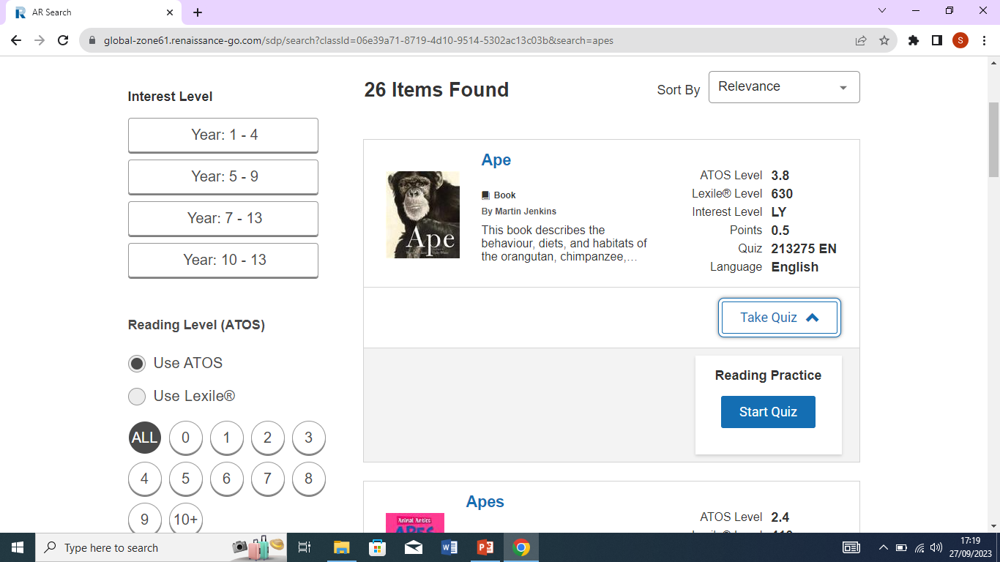 AR Search
global-zone61.renaissance-go.com/sdp/search?classId=06e39a71-8719-4d10-9514-5302ac13c03b&search=apes
S
Interest Level
Year: 1 - 4
Year: 5 - 9
Year: 7 - 13
Year: 10 - 13
Reading Level (ATOS)
Use ATOS
Use Lexile®
ALL 0 1 2 3
4 5 6 7 8
9 10+
26 Items Found
Sort By Relevance
Ape
Book
By Martin Jenkins
This book describes the
behaviour, diets, and habitats of
the orangutan, chimpanzee,...
Ape
ATOS Level 3.8
Lexile® Level 630
Interest Level LY
Points 0.5
Quiz 213275 EN
Language English
Take Quiz
Reading Practice
Start Quiz
Apes
Animal Antics
APES
ATOS Level 2.4
Type here to search
17:19
27/09/2023